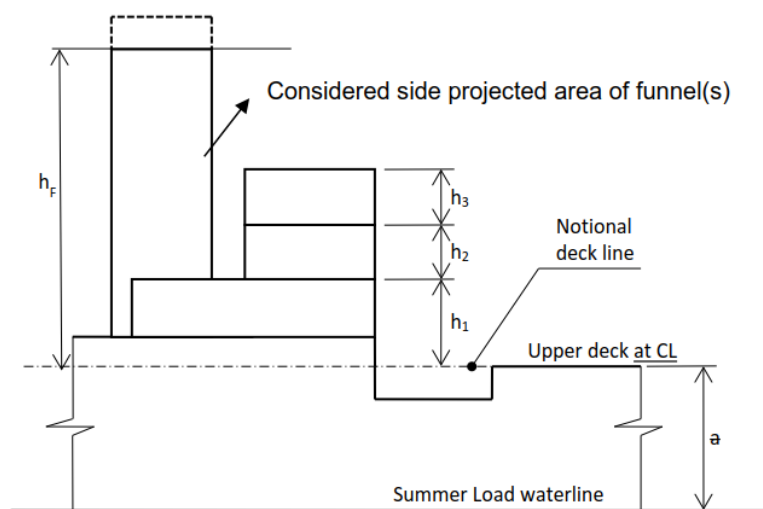 Considered side projected area of funnel(s)
hF
h3
Notional
deck line
h2
h1
Upper deck at CL
a
Summer Load waterline